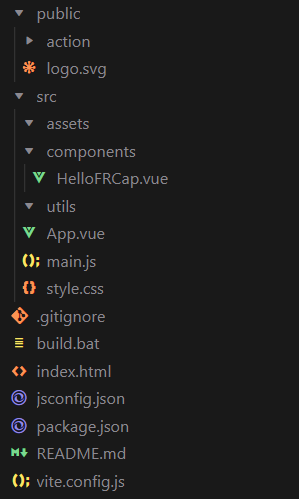 public
action
logo.svg
src
assets
components
HelloFRCap.vue
utils
App.vue
main.js
style.css
.gitignore
build.bat
index.html
jsconfig.json
package.json
README.md
vite.config.js